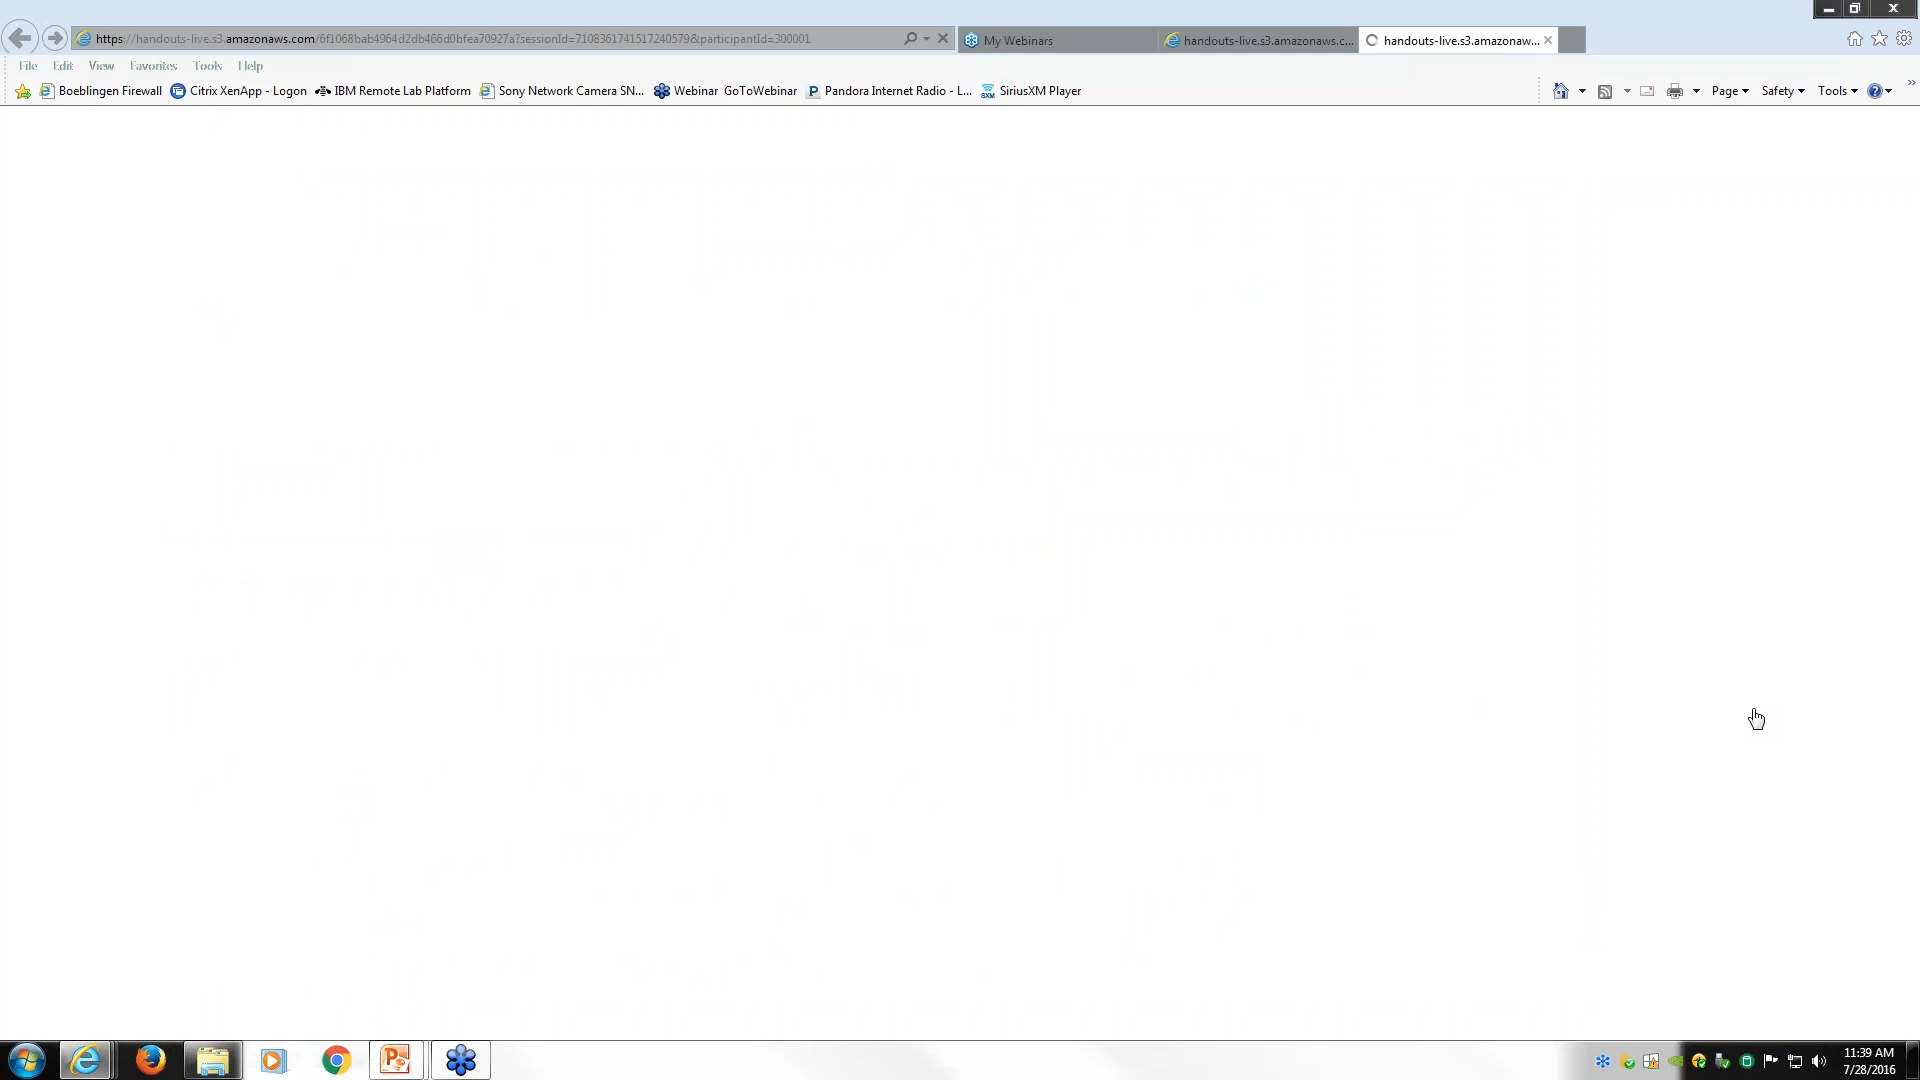 https://handouts-live.s3.amazonaws.com/6f1068bab4964d2db466d0bfea70927a?sessionId=7108361741517240579&participantId=300001
My Webinars
handouts-live.s3.amazonaws.c...
handouts-live.s3.amazonaw...
File Edit View Favorites Tools Help
Boeblingen Firewall Citrix XenApp - Logon IBM Remote Lab Platform Sony Network Camera SN... Webinar GoToWebinar Pandora Internet Radio - L... SiriusXM Player
Page Safety Tools
11:39 AM
7/28/2016